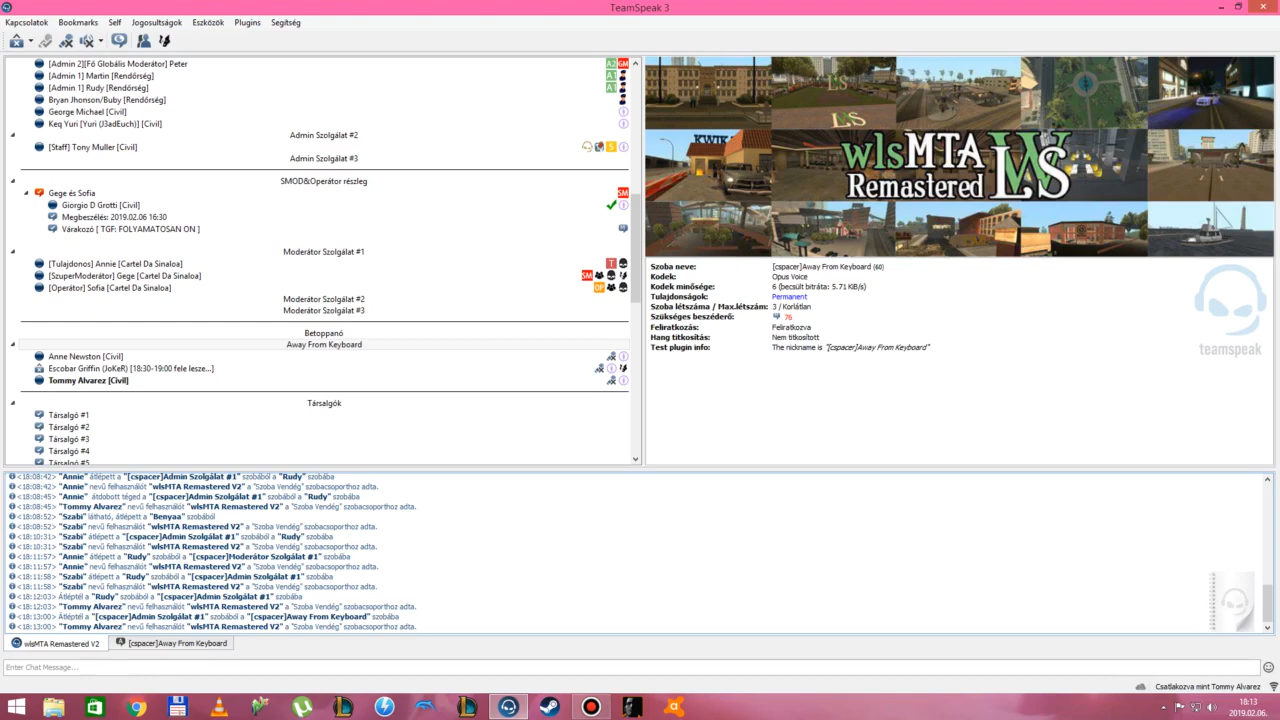 TeamSpeak 3
Kapcsolatok Bookmarks Self Jogosultságok Eszközök Plugins Segítség
[Admin 2][Fó Globális Moderátor] Peter
A2 GM
[Admin 1] Martin [Rendórség]
A1
[Admin 1] Rudy [Rendórség]
A1
Bryan Jhonson/Buby [Rendórség]
George Michael [Civil]
Keq Yuri [Yuri (J3adEuch)] [Civil]
Admin Szolgálat #2
[Staff] Tony Muller [Civil]
S
Admin Szolgálat #3
SMOD&Operátor részleg
Gege és Sofia
SM
Giorgio D Grotti [Civil]
Megbeszélés: 2019.02.06 16:30
Várakozó [ TGF: FOLYAMATOSAN ON ]
Moderátor Szolgálat #1
[Tulajdonos] Annie [Cartel Da Sinaloa]
T
[SzuperModerátor] Gege [Cartel Da Sinaloa]
SM
[Operátor] Sofia [Cartel Da Sinaloa]
OP
Moderátor Szolgálat #2
Moderátor Szolgálat #3
Betoppanó
Away From Keyboard
Anne Newston [Civil]
Escobar Griffin (JoKeR) [18:30-19:00 fele lesze...]
Tommy Alvarez [Civil]
Társalgók
Társalgó #1
Társalgó #2
Társalgó #3
Társalgó #4
Társalgó #5
LS
KWIK
wlsMTA
Remastered
LS
Szoba neve: [cspacer]Away From Keyboard (60)
Kodek: Opus Voice
Kodek minősége: 6 (becsült bitráta: 5.71 KiB/s)
Tulajdonságok: Permanent
Szoba létszáma / Max.létszám: 3 / Korlátlan
Szükséges beszéderő: 76
Feliratkozás: Feliratkozva
Hang titkosítás: Nem titkosított
Test plugin info: The nickname is "[cspacer]Away From Keyboard"
teamspeak
<18:08:42> "Annie" átlépett a "[cspacer]Admin Szolgálat #1" szobából a "Rudy" szobába
<18:08:42> "Annie" nevű felhasználót "wlsMTA Remastered V2" a "Szoba Vendég" szobacsoporthoz adta.
<18:08:45> "Annie" átdobott téged a "[cspacer]Admin Szolgálat #1" szobából a "Rudy" szobába
<18:08:45> "Tommy Alvarez" nevű felhasználót "wlsMTA Remastered V2" a "Szoba Vendég" szobacsoporthoz adta.
<18:08:52> "Szabi" látható, átlépett a "Benyaa" szobából
<18:08:52> "Szabi" nevű felhasználót "wlsMTA Remastered V2" a "Szoba Vendég" szobacsoporthoz adta.
<18:10:31> "Szabi" átlépett a "[cspacer]Admin Szolgálat #1" szobából a "Rudy" szobába
<18:10:31> "Szabi" nevű felhasználót "wlsMTA Remastered V2" a "Szoba Vendég" szobacsoporthoz adta.
<18:11:57> "Annie" átlépett a "Rudy" szobából a "[cspacer]Moderátor Szolgálat #1" szobába
<18:11:57> "Annie" nevű felhasználót "wlsMTA Remastered V2" a "Szoba Vendég" szobacsoporthoz adta.
<18:11:58> "Szabi" átlépett a "Rudy" szobából a "[cspacer]Admin Szolgálat #1" szobába
<18:11:58> "Szabi" nevű felhasználót "wlsMTA Remastered V2" a "Szoba Vendég" szobacsoporthoz adta.
<18:12:03> Átléptél a "Rudy" szobából a "[cspacer]Admin Szolgálat #1" szobába
<18:12:03> "Tommy Alvarez" nevű felhasználót "wlsMTA Remastered V2" a "Szoba Vendég" szobacsoporthoz adta.
<18:13:00> Átléptél a "[cspacer]Admin Szolgálat #1" szobából a "[cspacer]Away From Keyboard" szobába
<18:13:00> "Tommy Alvarez" nevű felhasználót "wlsMTA Remastered V2" a "Szoba Vendég" szobacsoporthoz adta.
wlsMTA Remastered V2 [cspacer]Away From Keyboard
Enter Chat Message...
Csatlakozva mint Tommy Alvarez
18:13
2019.02.06.